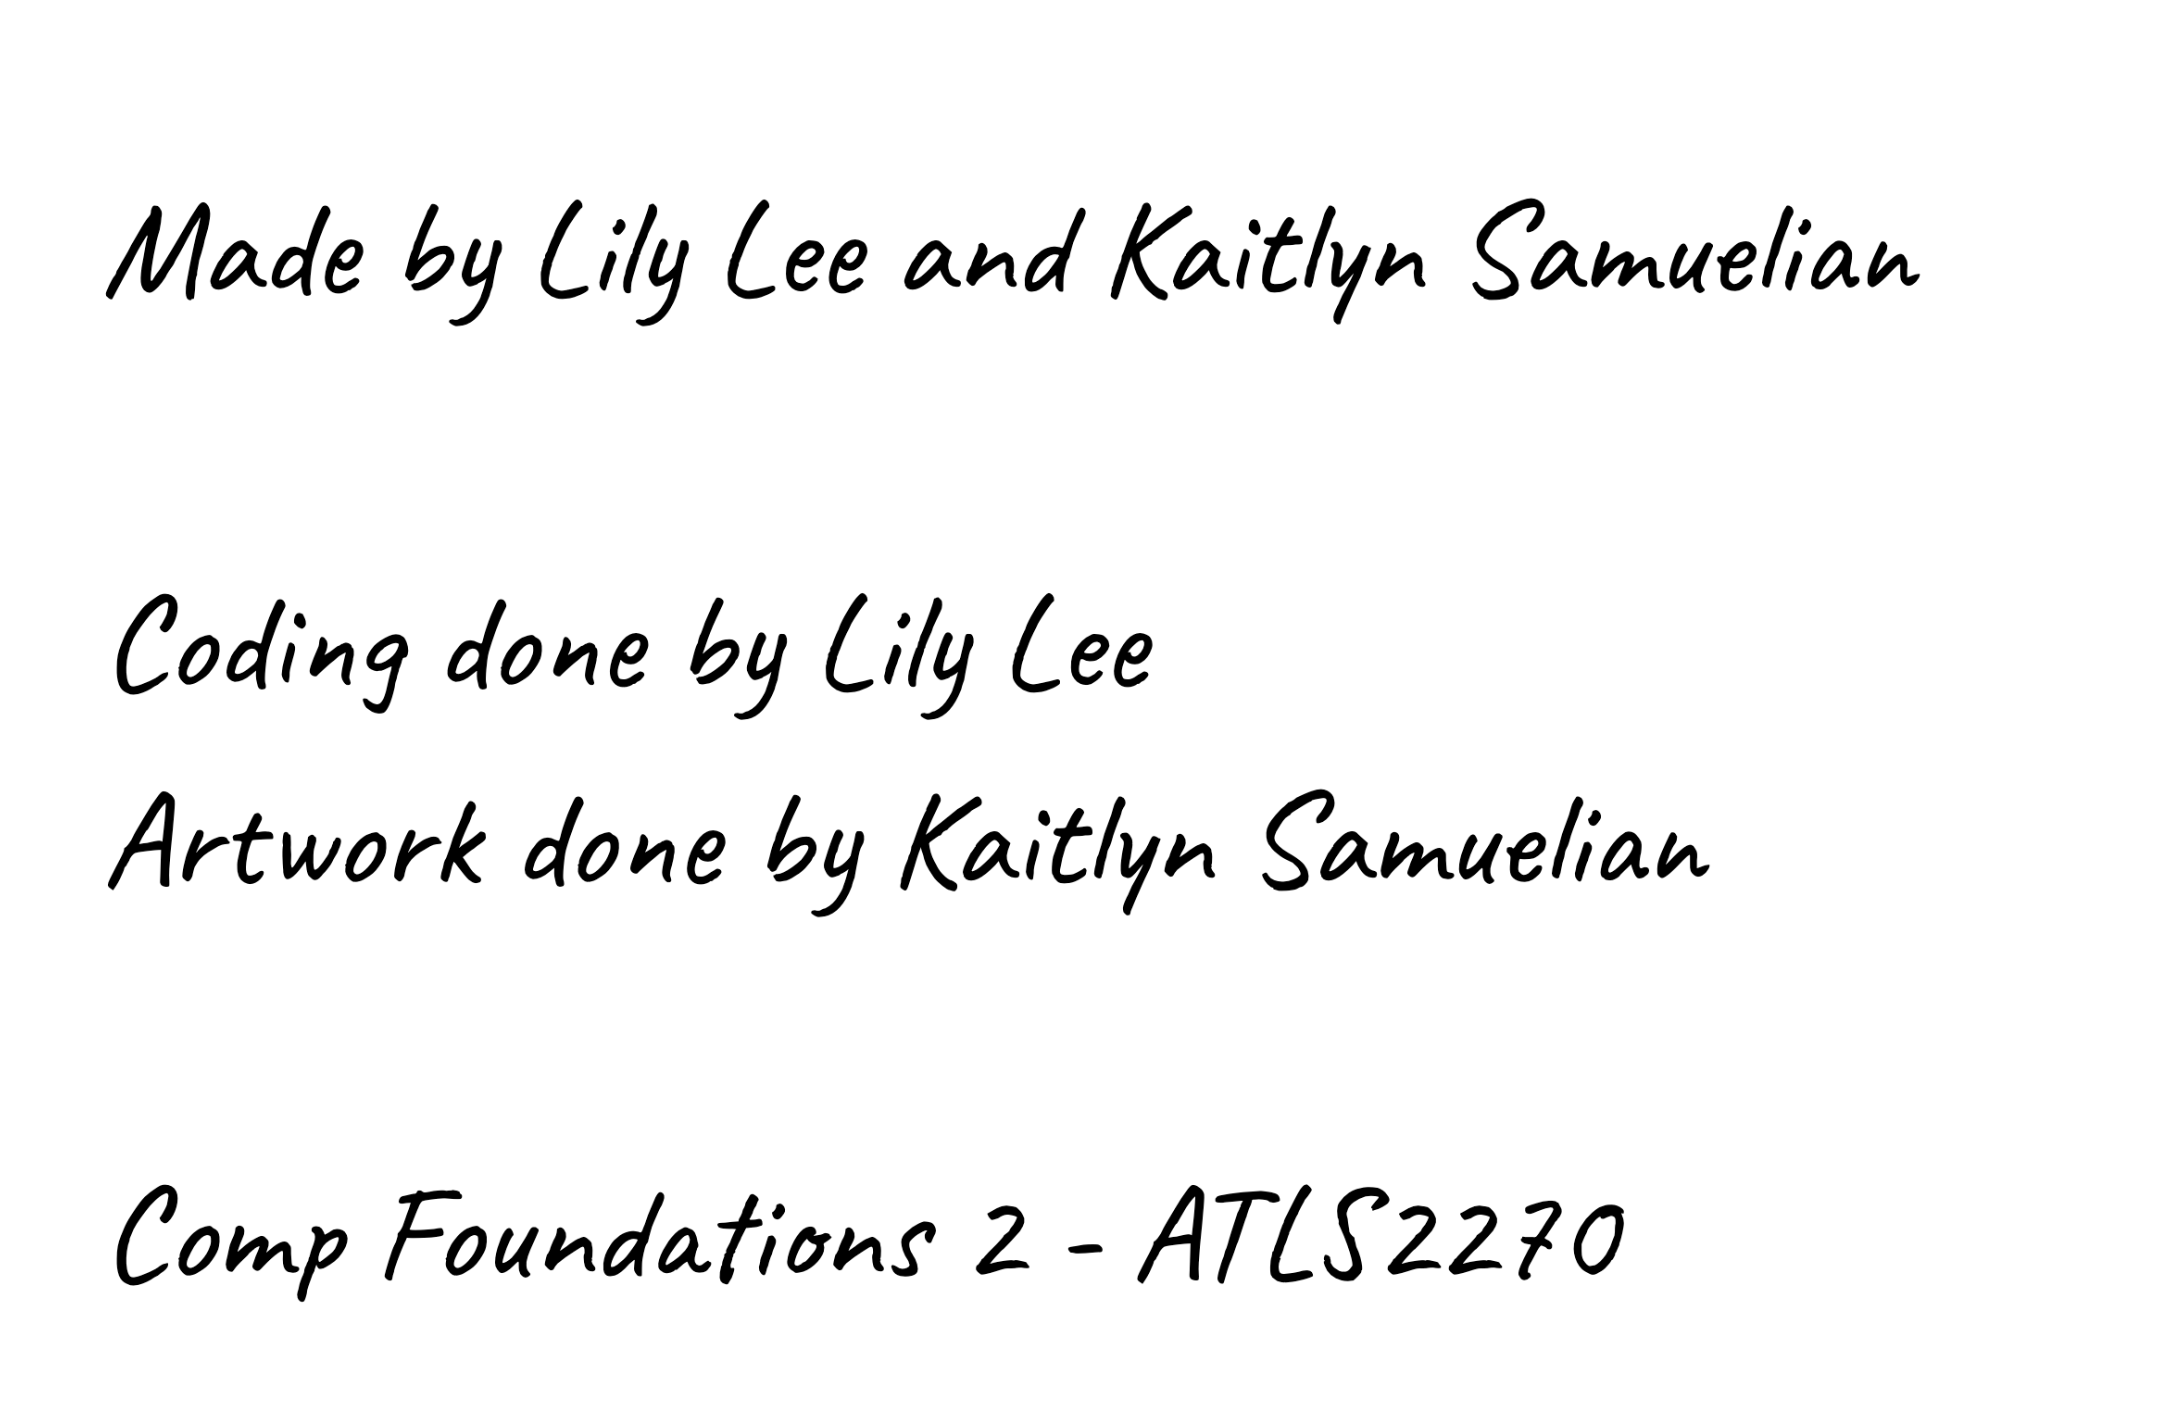 Made by Lily Lee and Kaitlyn Samuelian
Coding done by Lily Lee
Artwork done by Kaitlyn Samuelian
Comp Foundations 2 - ATLS2270